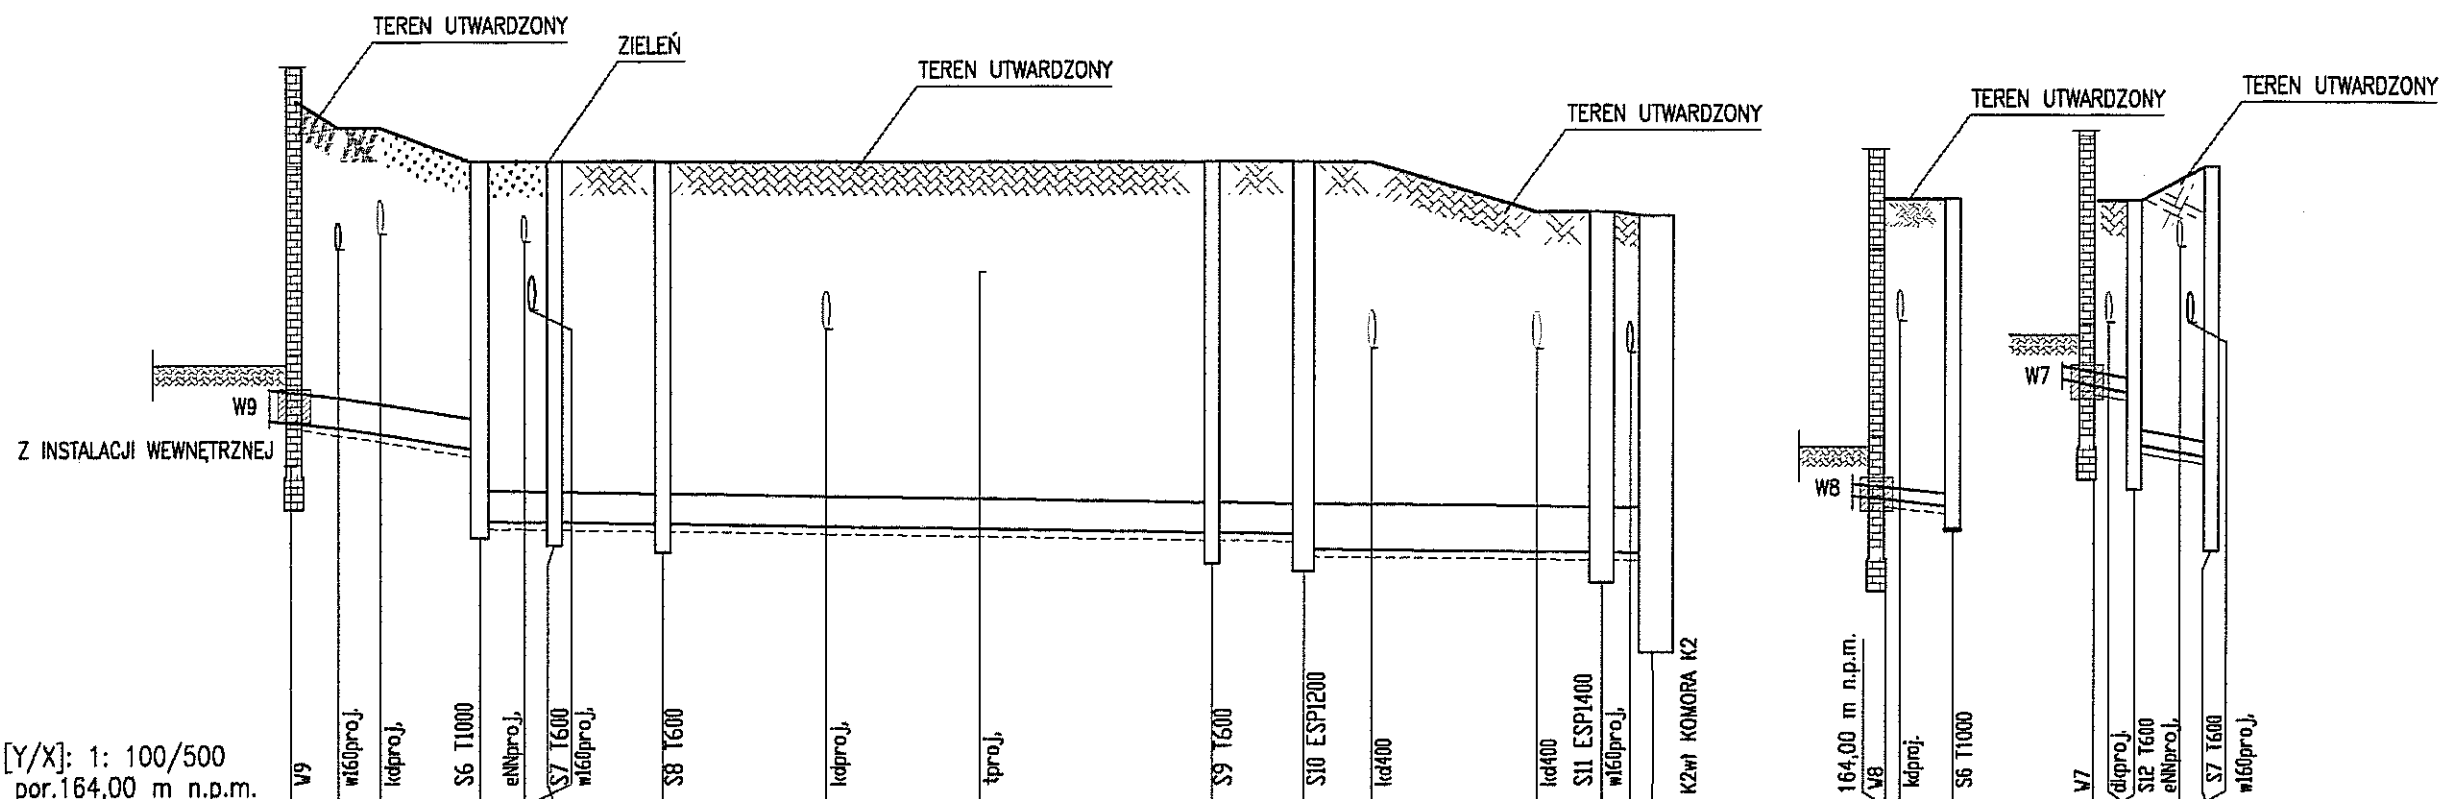 TEREN UTWARDZONY
ZIELEŃ
TEREN UTWARDZONY
TEREN UTWARDZONY
TEREN UTWARDZONY
TEREN UTWARDZONY
W9
Z INSTALACJI WEWNĘTRZNEJ
W8
W7
[Y/X]: 1: 100/500
por.164,00 m n.p.m.
W9
w160proj.
kdproj.
S6 T1000
eNNproj.
S7 T600
w160proj.
S8 T600
kdproj.
tproj.
S9 T600
S10 ESP1200
kd400
kd400
S11 ESP1400
w160proj.
K2wł KOMORA K2
164,00 m n.p.m.
W8
kdproj.
S6 T1000
W7
S12 T600
eNNproj.
S7 T600
w160proj.